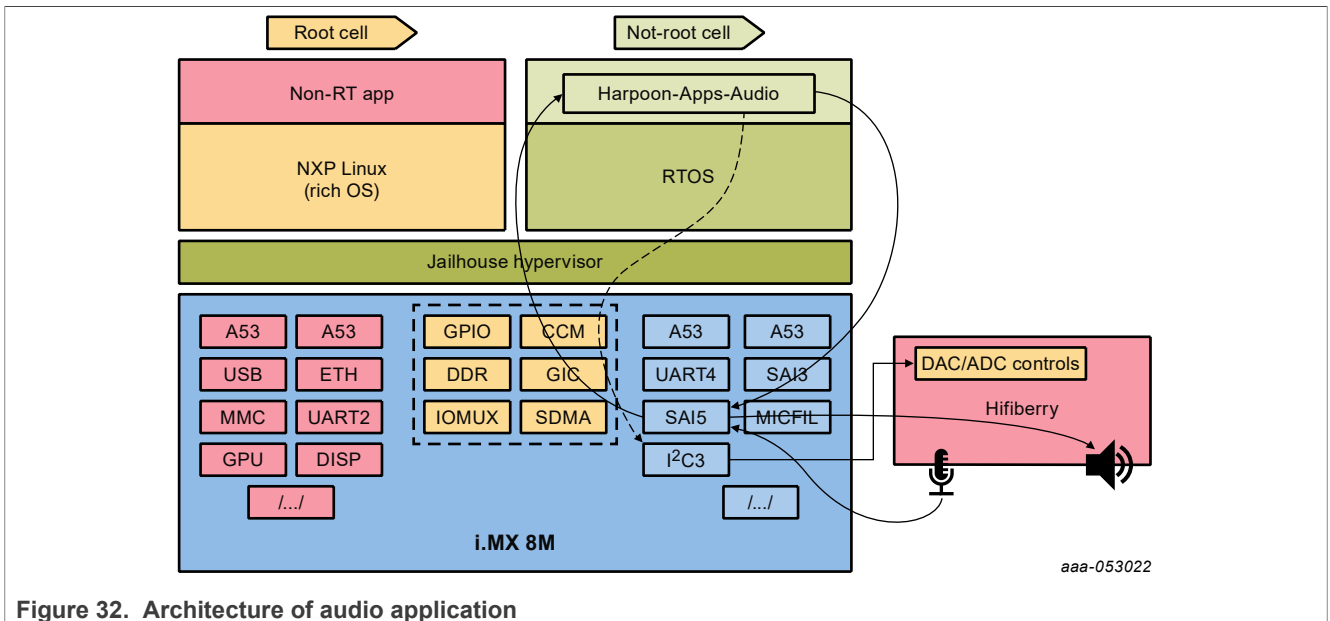 Root cell
Not-root cell
Non-RT app
Harpoon-Apps-Audio
NXP Linux
(rich OS)
RTOS
Jailhouse hypervisor
A53 A53 GPIO CCM A53 A53
USB ETH DDR GIC UART4 SAI3
MMC UART2 IOMUX SDMA SAI5 MICFIL
GPU DISP I²C3
/.../ /.../
i.MX 8M
DAC/ADC controls
Hifiberry
aaa-053022
Figure 32. Architecture of audio application